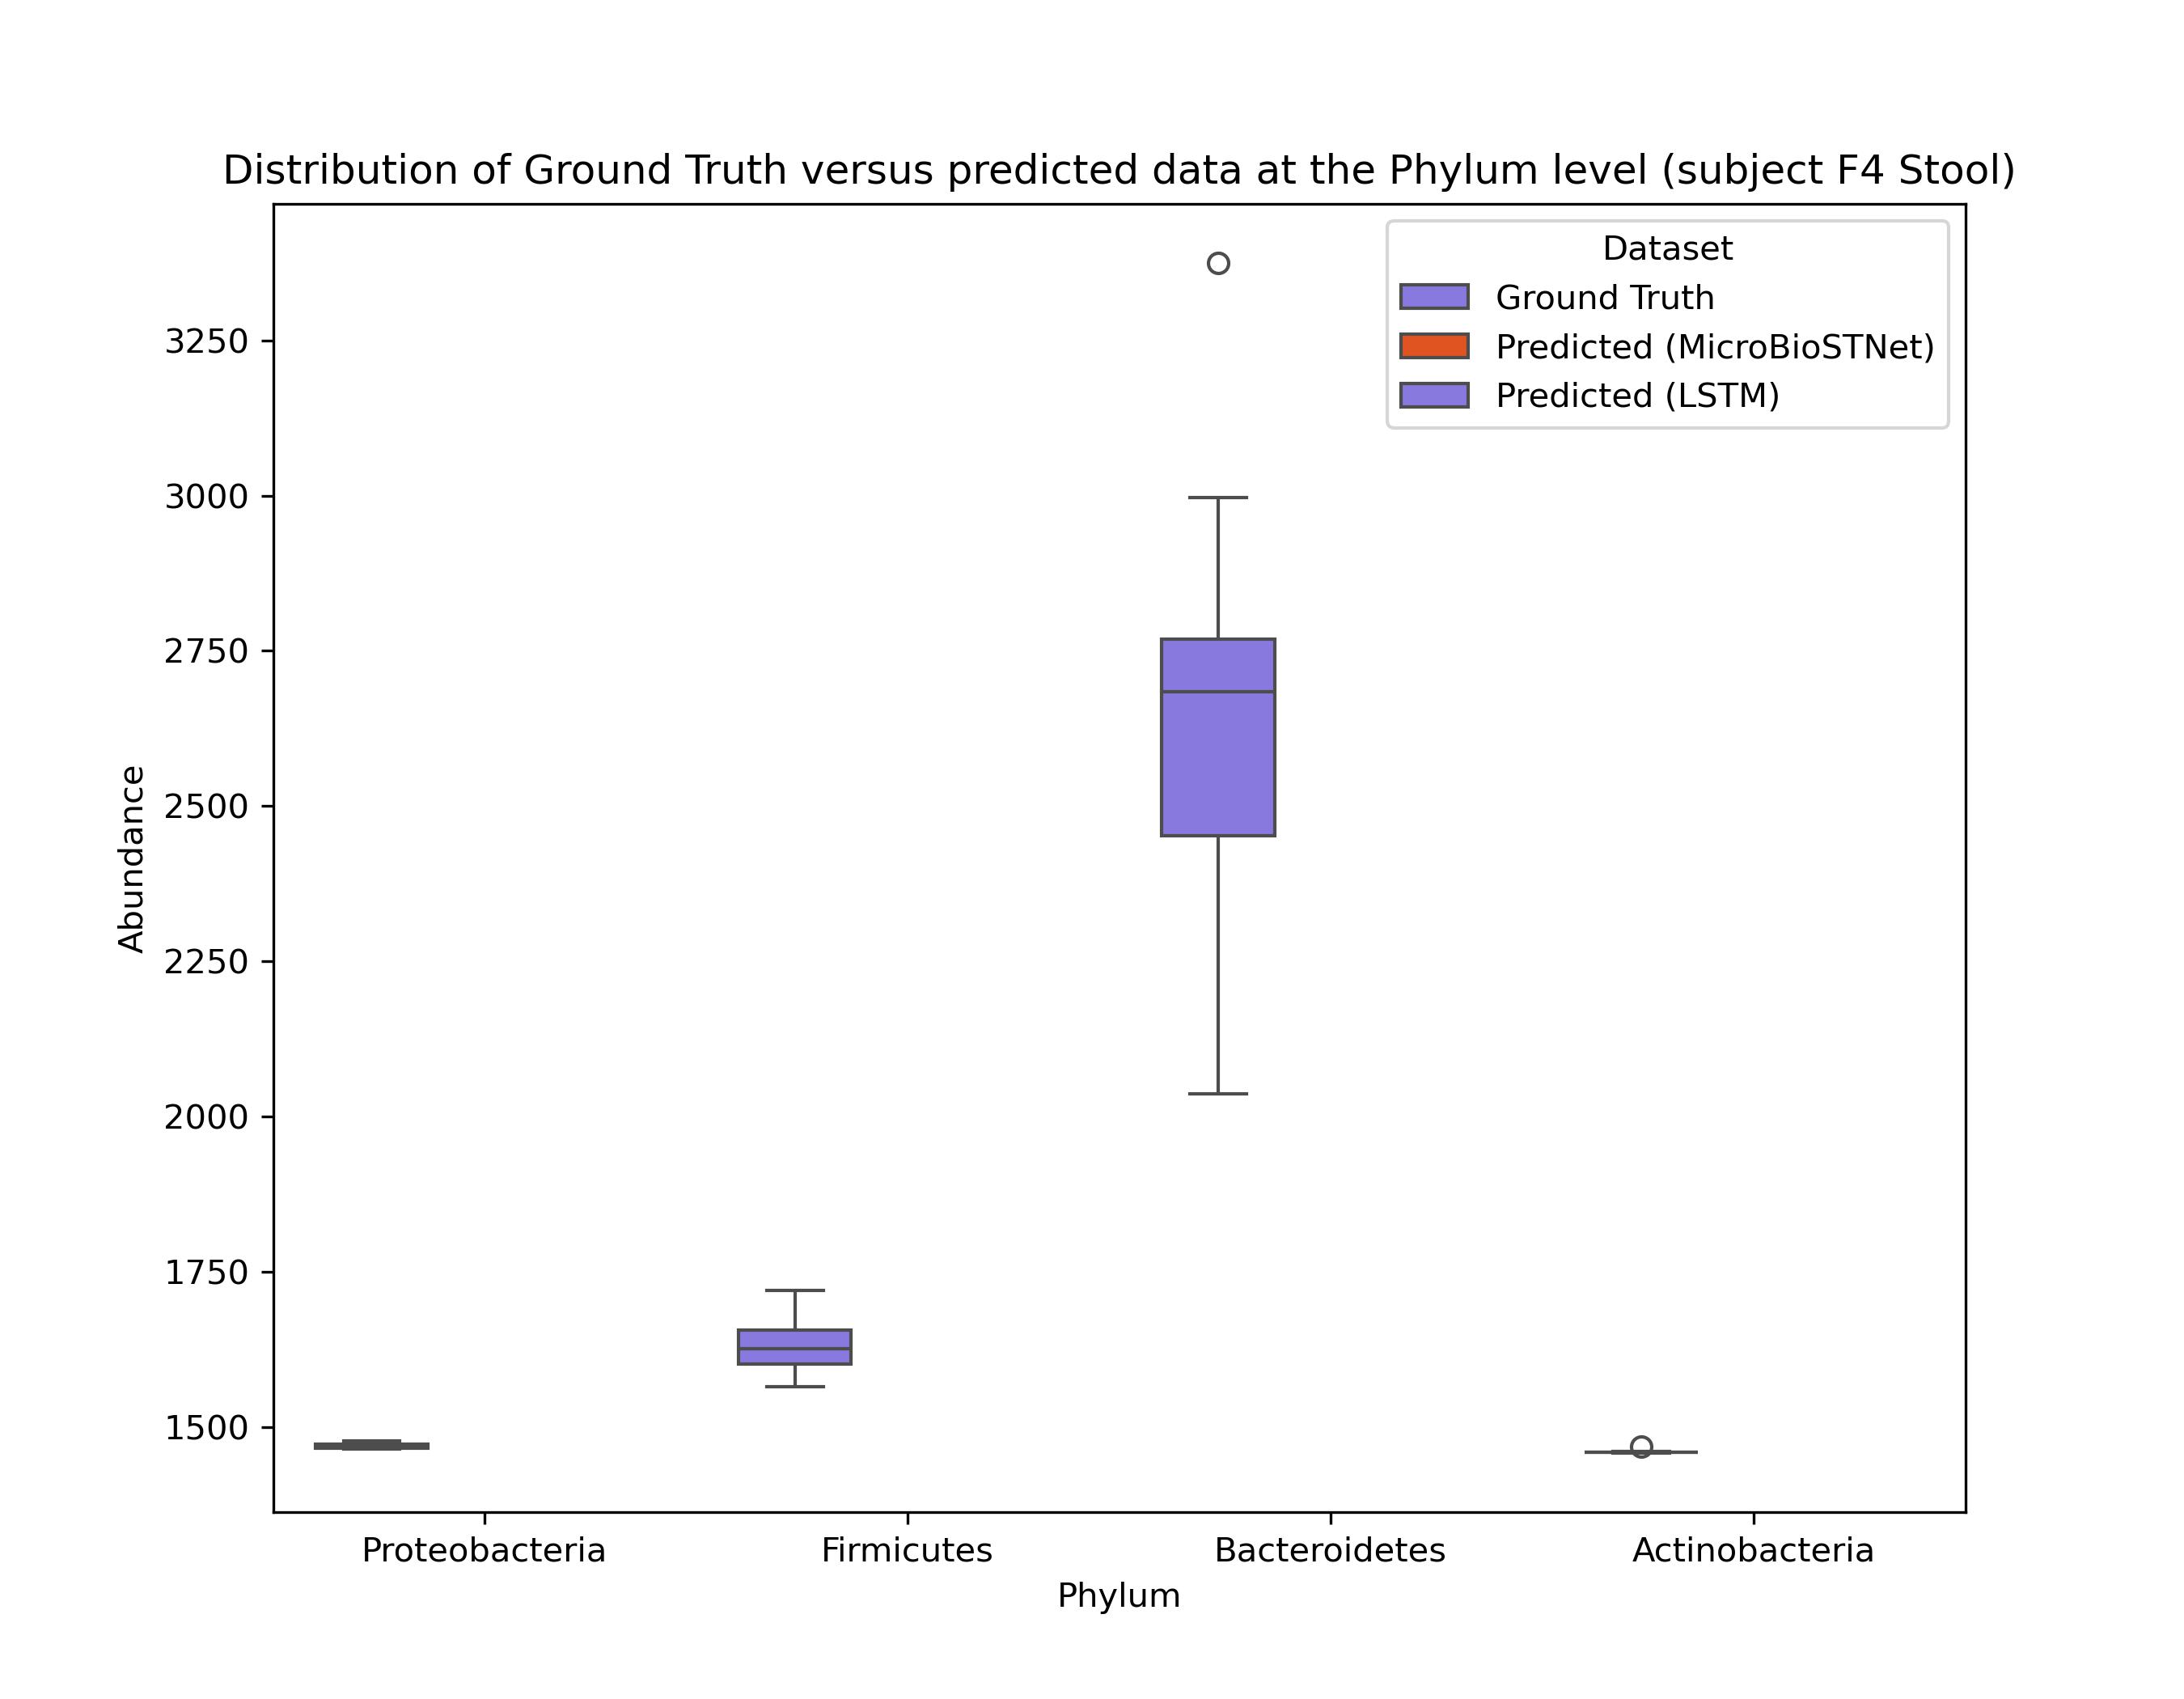 Distribution of Ground Truth versus predicted data at the Phylum level (subject F4 Stool)
Dataset
Ground Truth
Predicted (MicroBioSTNet)
Predicted (LSTM)
3250
3000
2750
2500
2250
2000
1750
1500
Abundance
Proteobacteria
Firmicutes
Bacteroidetes
Actinobacteria
Phylum